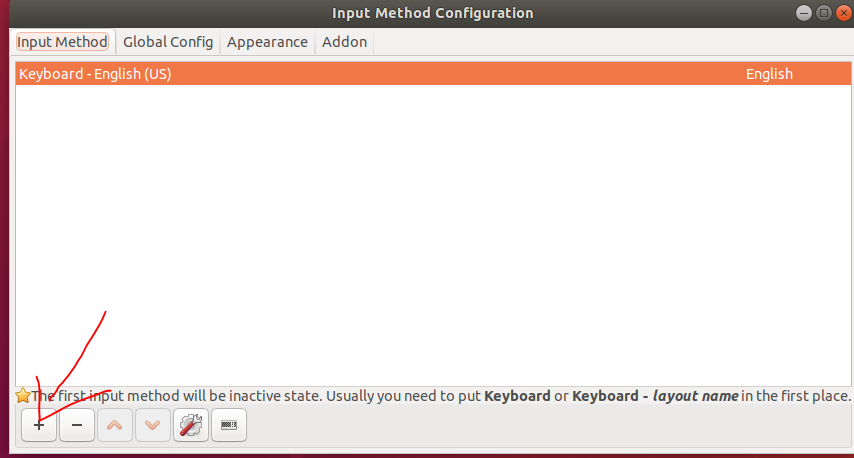 Input Method Configuration
Input Method Global Config Appearance Addon
Keyboard - English (US) English
The first input method will be inactive state. Usually you need to put Keyboard or Keyboard - layout name in the first place.